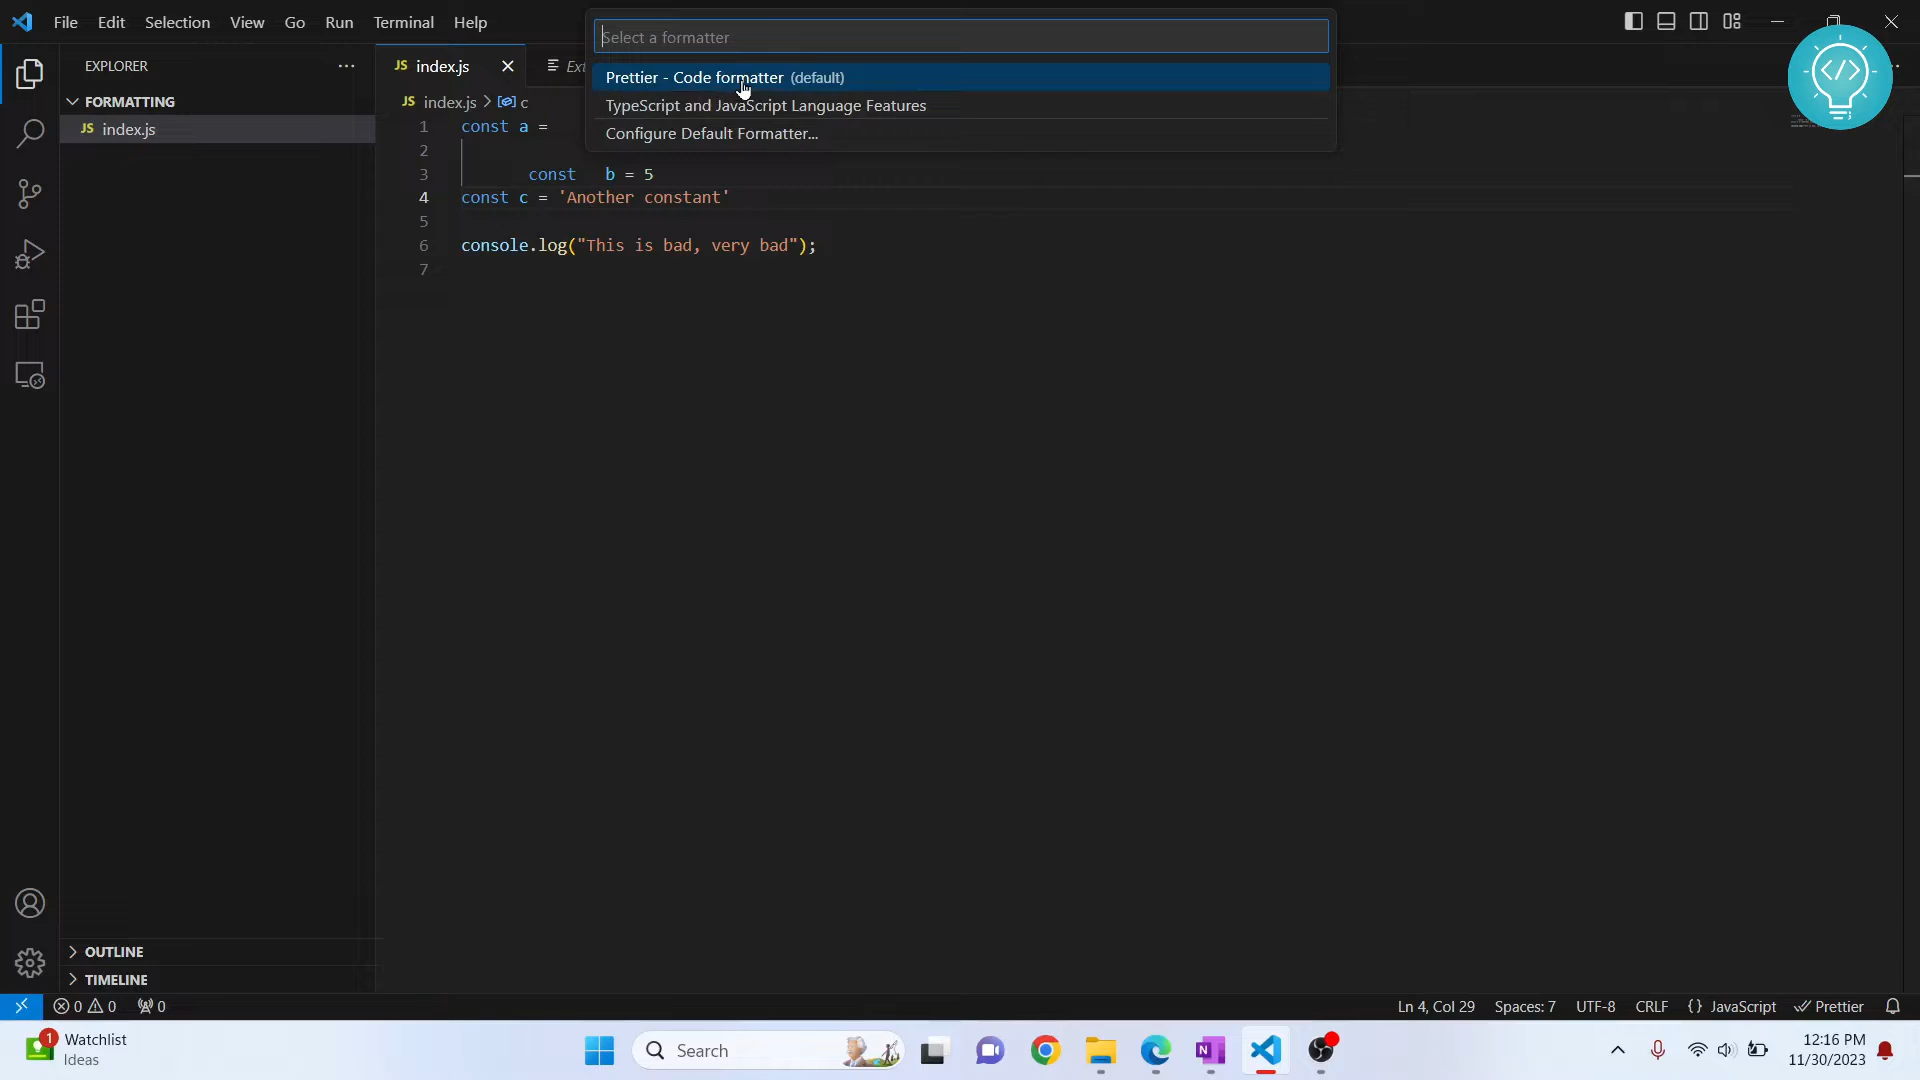 File Edit Selection View Go Run Terminal Help
Select a formatter
Prettier - Code formatter (default)
TypeScript and JavaScript Language Features
Configure Default Formatter...
EXPLORER
FORMATTING
JS index.js
JS index.js
JS index.js > c
1 const a =
2
3 const b = 5
4 const c = 'Another constant'
5
6 console.log("This is bad, very bad");
7
OUTLINE
TIMELINE
0 0 0
Ln 4, Col 29 Spaces: 7 UTF-8 CRLF {} JavaScript Prettier
1 Watchlist
Ideas
Search
12:16 PM
11/30/2023